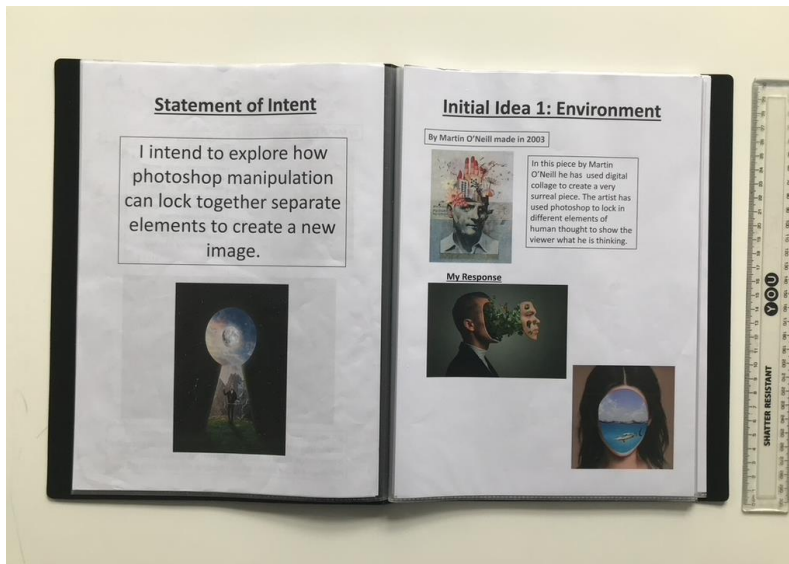 Statement of Intent
I intend to explore how
photoshop manipulation
can lock together separate
elements to create a new
image.
Initial Idea 1: Environment
By Martin O'Neill made in 2003
In this piece by Martin
O'Neill he has used digital
collage to create a very
surreal piece. The artist has
used photoshop to lock in
different elements of
human thought to show the
viewer what he is thinking.
My Response
YOU
SHATTER RESISTANT